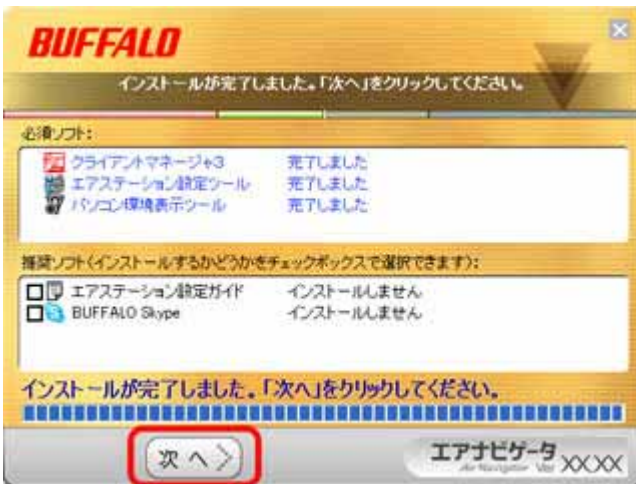 BUFFALO
インストールが完了しました。「次へ」をクリックしてください。
必須ソフト:
クライアントマネージャ3 完了しました
エアステーション設定ツール 完了しました
パソコン環境表示ツール 完了しました
推奨ソフト(インストールするかどうかをチェックボックスで選択できます):
エアステーション設定ガイド インストールしません
BUFFALO Skype インストールしません
インストールが完了しました。「次へ」をクリックしてください。
次へ
エアナビゲータ
Air Navigator Ver XX.XX